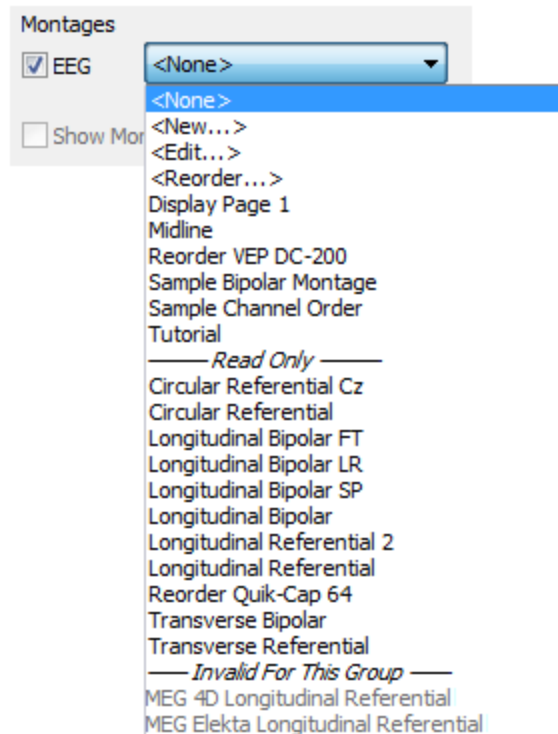 Montages
EEG
<None>
<None>
<New...>
<Edit...>
Show Mor
<Reorder...>
Display Page 1
Midline
Reorder VEP DC-200
Sample Bipolar Montage
Sample Channel Order
Tutorial
Read Only
Circular Referential Cz
Circular Referential
Longitudinal Bipolar FT
Longitudinal Bipolar LR
Longitudinal Bipolar SP
Longitudinal Bipolar
Longitudinal Referential 2
Longitudinal Referential
Reorder Quik-Cap 64
Transverse Bipolar
Transverse Referential
Invalid For This Group
MEG 4D Longitudinal Referential
MEG Elekta Longitudinal Referential